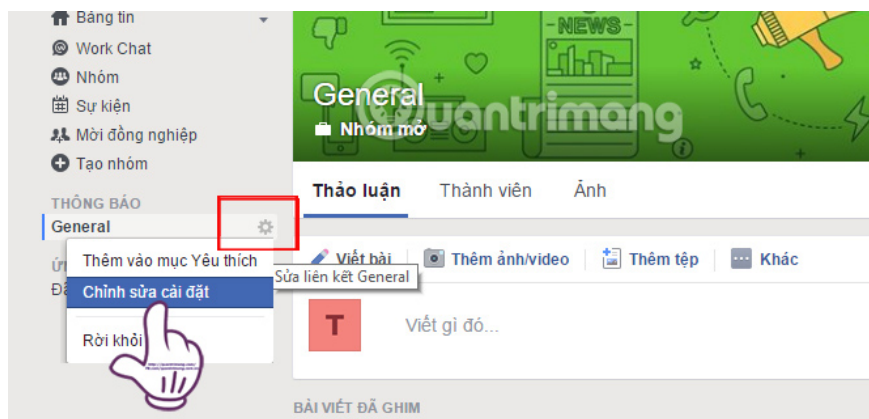 Bảng tin
Work Chat
Nhóm
Sự kiện
Mời đồng nghiệp
Tạo nhóm
THÔNG BÁO
General
Thêm vào mục Yêu thích
Chỉnh sửa cài đặt
Rời khỏi
-NEWS-
General
Quantrimang
Nhóm mở
Thảo luận Thành viên Ảnh
Viết bài Thêm ảnh/video Thêm tệp Khác
Sửa liên kết General
T
Viết gì đó...
BÀI VIẾT ĐÃ GHIM